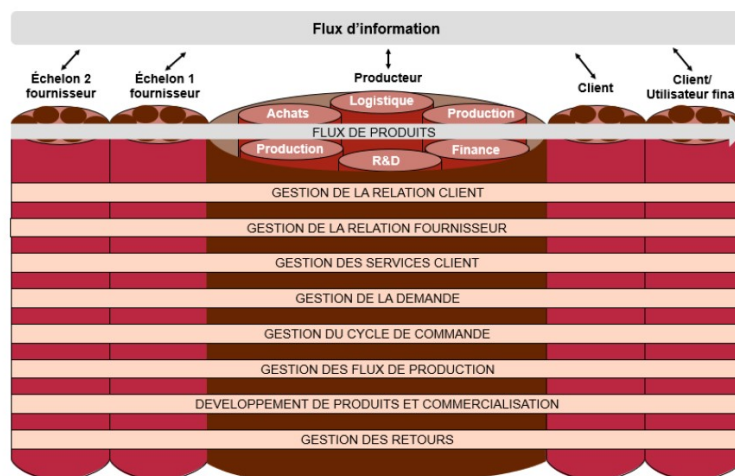 Flux d'information
Échelon 2
fournisseur
Échelon 1
fournisseur
Producteur
Client
Client/
Utilisateur fina
Logistique
Achats
Production
FLUX DE PRODUITS
Production
R&D
Finance
GESTION DE LA RELATION CLIENT
GESTION DE LA RELATION FOURNISSEUR
GESTION DES SERVICES CLIENT
GESTION DE LA DEMANDE
GESTION DU CYCLE DE COMMANDE
GESTION DES FLUX DE PRODUCTION
DEVELOPPEMENT DE PRODUITS ET COMMERCIALISATION
GESTION DES RETOURS